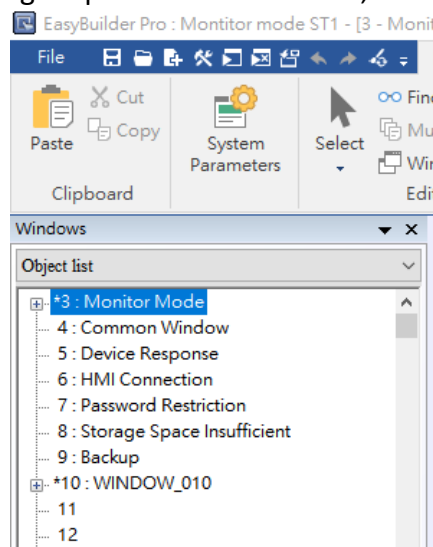 EasyBuilder Pro : Montitor mode ST1 - [3 - Moni
File
Paste
Cut
Copy
Clipboard
System
Parameters
Select
Fin
Mu
Wi
Edi
Windows
Object list
*3 : Monitor Mode
4 : Common Window
5 : Device Response
6 : HMI Connection
7 : Password Restriction
8 : Storage Space Insufficient
9 : Backup
*10 : WINDOW_010
11
12